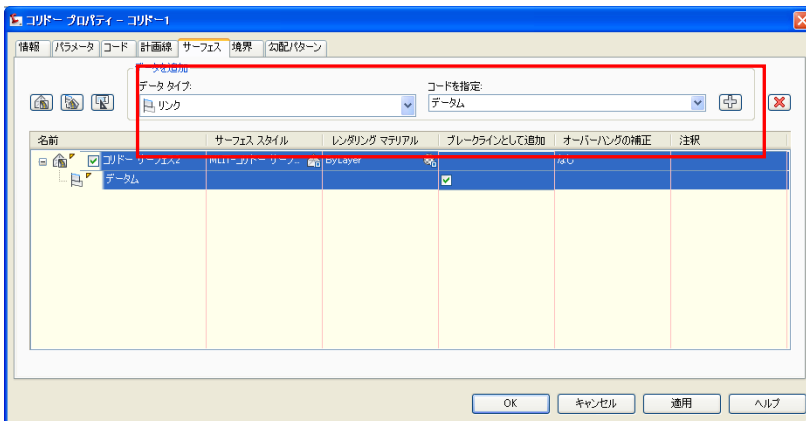 コリドー プロパティ - コリドー1
情報 パラメータ コード 計画線 サーフェス 境界 勾配パターン
データを追加
データ タイプ: コードを指定:
リンク データム
名前 サーフェス スタイル レンダリング マテリアル ブレークラインとして追加 オーバーハングの補正 注釈
コリドー サーフェス2 ByLayer なし
データム
OK キャンセル 適用 ヘルプ